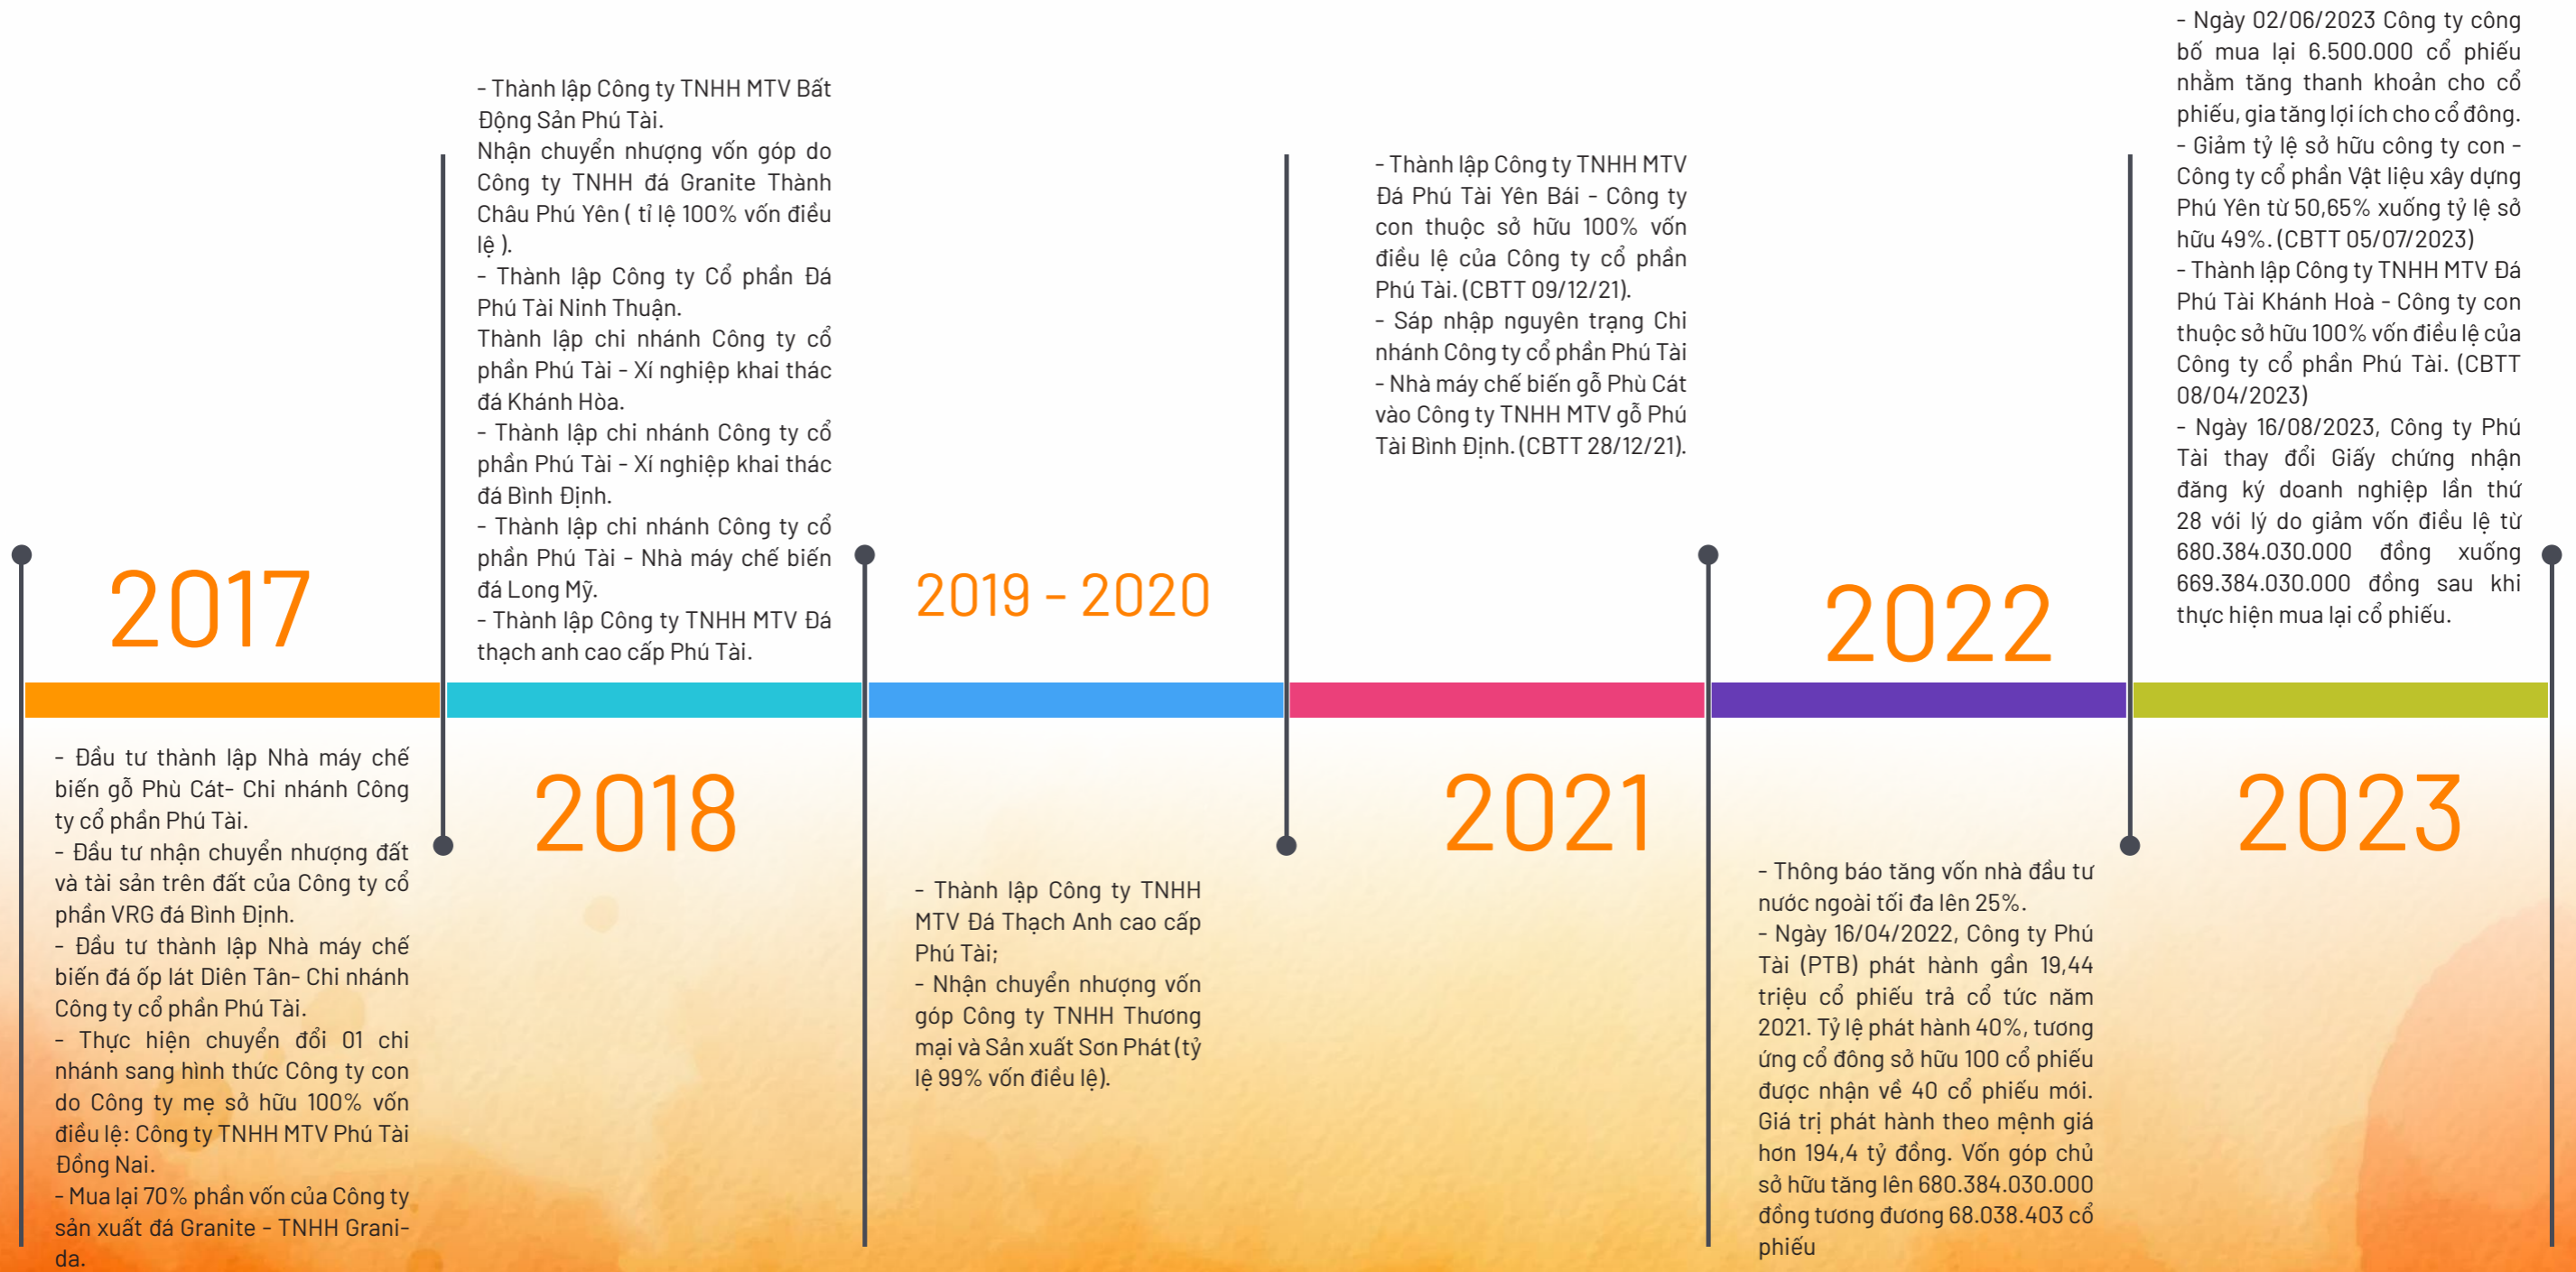 2017
- Đầu tư thành lập Nhà máy chế
biến gỗ Phù Cát- Chi nhánh Công
ty cổ phần Phú Tài.
- Đầu tư nhận chuyển nhượng đất
và tài sản trên đất của Công ty cổ
phần VRG đá Bình Định.
- Đầu tư thành lập Nhà máy chế
biến đá ốp lát Diên Tân- Chi nhánh
Công ty cổ phần Phú Tài.
- Thực hiện chuyển đổi 01 chi
nhánh sang hình thức Công ty con
do Công ty mẹ sở hữu 100% vốn
điều lệ: Công ty TNHH MTV Phú Tài
Đồng Nai.
- Mua lại 70% phần vốn của Công ty
sản xuất đá Granite - TNHH Grani-
da.
- Thành lập Công ty TNHH MTV Bất
Động Sản Phú Tài.
Nhận chuyển nhượng vốn góp do
Công ty TNHH đá Granite Thành
Châu Phú Yên ( tỉ lệ 100% vốn điều
lệ ).
- Thành lập Công ty Cổ phần Đá
Phú Tài Ninh Thuận.
Thành lập chi nhánh Công ty cổ
phần Phú Tài - Xí nghiệp khai thác
đá Khánh Hòa.
- Thành lập chi nhánh Công ty cổ
phần Phú Tài - Xí nghiệp khai thác
đá Bình Định.
- Thành lập chi nhánh Công ty cổ
phần Phú Tài - Nhà máy chế biến
đá Long Mỹ.
- Thành lập Công ty TNHH MTV Đá
thạch anh cao cấp Phú Tài.
2018
2019 - 2020
- Thành lập Công ty TNHH
MTV Đá Thạch Anh cao cấp
Phú Tài;
- Nhận chuyển nhượng vốn
góp Công ty TNHH Thương
mại và Sản xuất Sơn Phát (tỷ
lệ 99% vốn điều lệ).
- Thành lập Công ty TNHH MTV
Đá Phú Tài Yên Bái - Công ty
con thuộc sở hữu 100% vốn
điều lệ của Công ty cổ phần
Phú Tài. (CBTT 09/12/21).
- Sáp nhập nguyên trạng Chi
nhánh Công ty cổ phần Phú Tài
- Nhà máy chế biến gỗ Phù Cát
vào Công ty TNHH MTV gỗ Phú
Tài Bình Định. (CBTT 28/12/21).
2021
2022
- Thông báo tăng vốn nhà đầu tư
nước ngoài tối đa lên 25%.
- Ngày 16/04/2022, Công ty Phú
Tài (PTB) phát hành gần 19,44
triệu cổ phiếu trả cổ tức năm
2021. Tỷ lệ phát hành 40%, tương
ứng cổ đông sở hữu 100 cổ phiếu
được nhận về 40 cổ phiếu mới.
Giá trị phát hành theo mệnh giá
hơn 194,4 tỷ đồng. Vốn góp chủ
sở hữu tăng lên 680.384.030.000
đồng tương đương 68.038.403 cổ
phiếu
- Ngày 02/06/2023 Công ty công
bố mua lại 6.500.000 cổ phiếu
nhằm tăng thanh khoản cho cổ
phiếu, gia tăng lợi ích cho cổ đông.
- Giảm tỷ lệ sở hữu công ty con -
Công ty cổ phần Vật liệu xây dựng
Phú Yên từ 50,65% xuống tỷ lệ sở
hữu 49%. (CBTT 05/07/2023)
- Thành lập Công ty TNHH MTV Đá
Phú Tài Khánh Hoà - Công ty con
thuộc sở hữu 100% vốn điều lệ của
Công ty cổ phần Phú Tài. (CBTT
08/04/2023)
- Ngày 16/08/2023, Công ty Phú
Tài thay đổi Giấy chứng nhận
đăng ký doanh nghiệp lần thứ
28 với lý do giảm vốn điều lệ từ
680.384.030.000 đồng xuống
669.384.030.000 đồng sau khi
thực hiện mua lại cổ phiếu.
2023